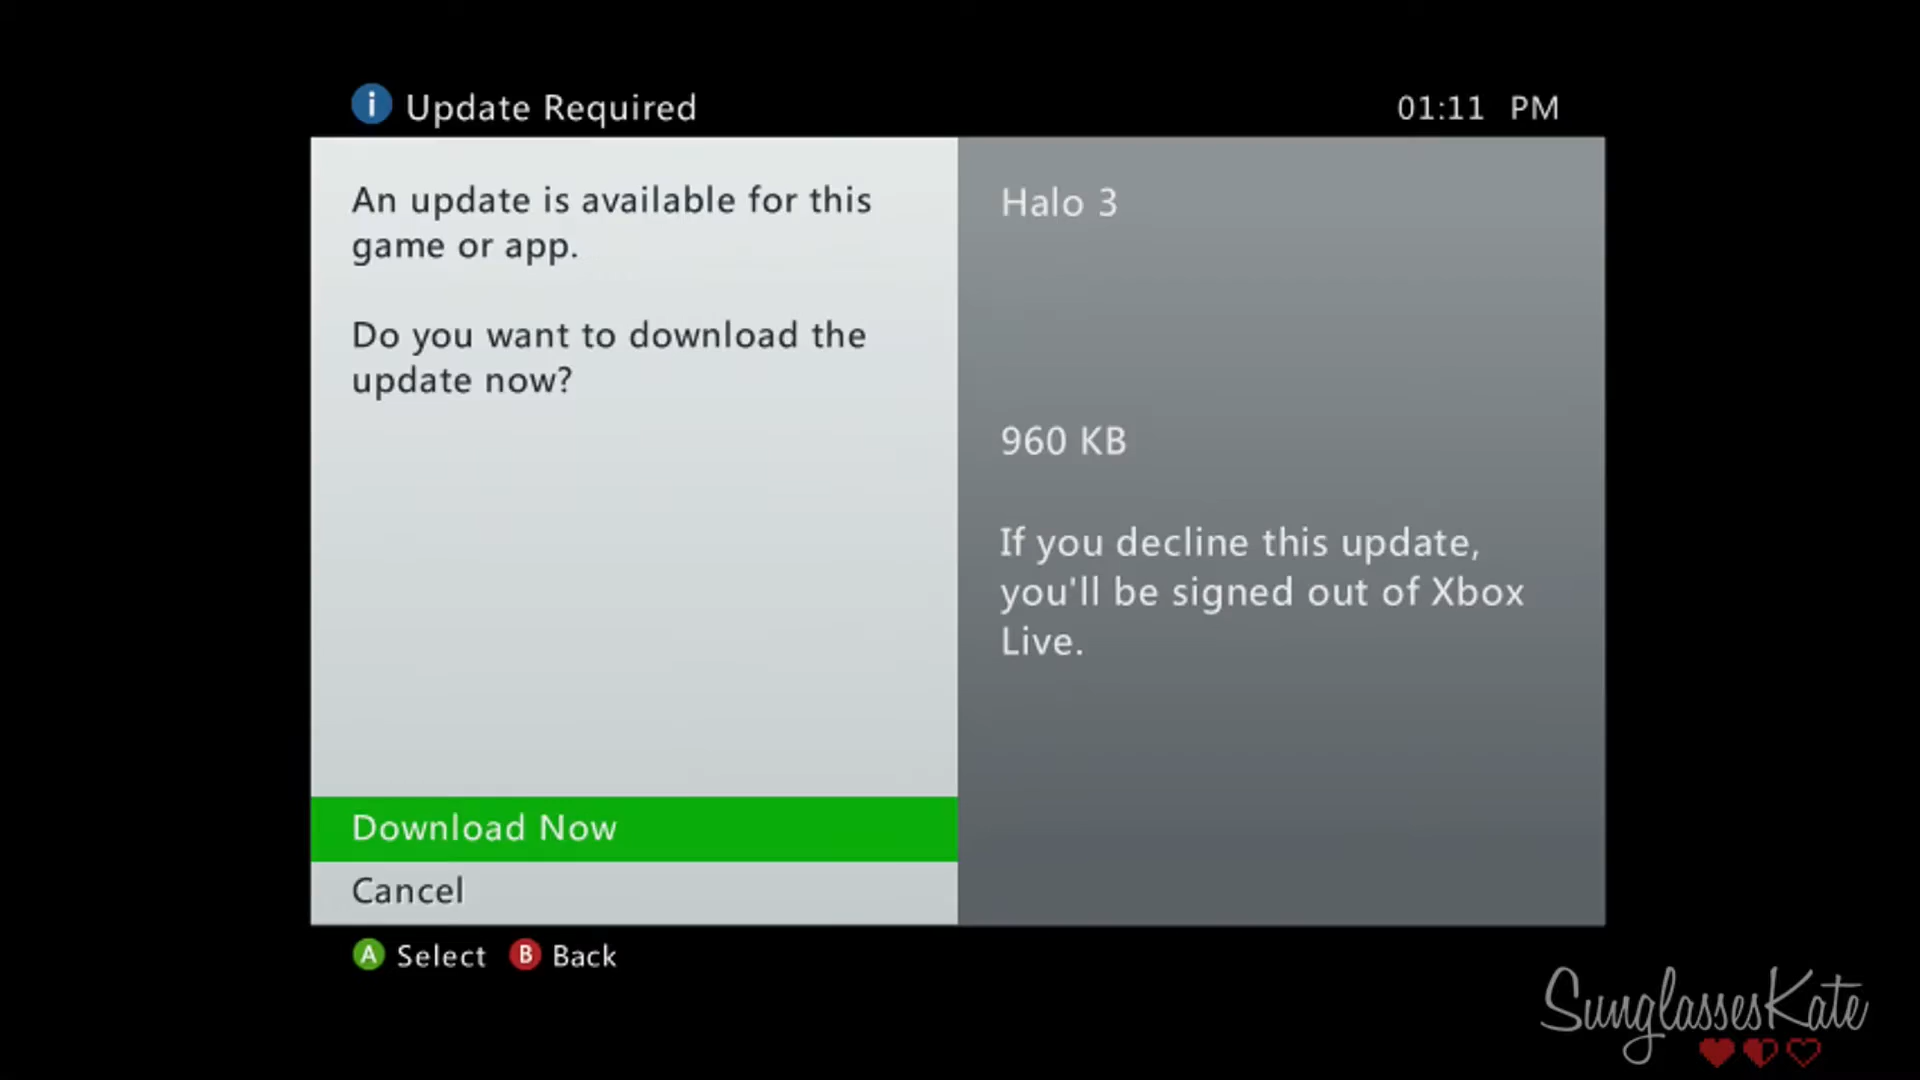 i Update Required 01:11 PM
An update is available for this
game or app.
Do you want to download the
update now?
Download Now
Cancel
Halo 3
960 KB
If you decline this update,
you'll be signed out of Xbox
Live.
A Select B Back
SunglassesKate